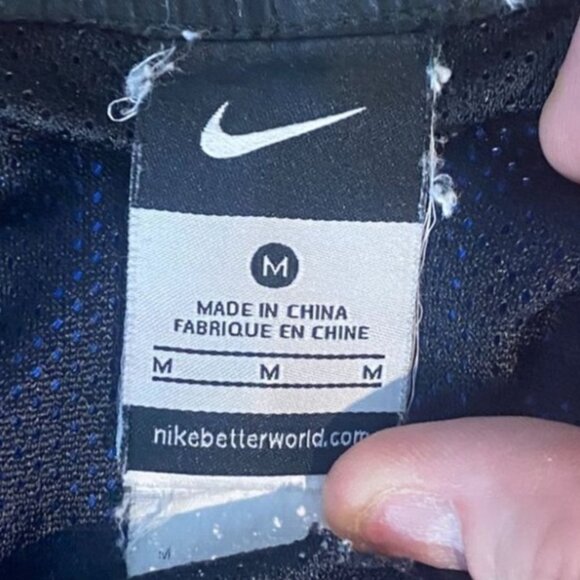 M
MADE IN CHINA
FABRIQUE EN CHINE
M M M
nikebetterworld.com
M